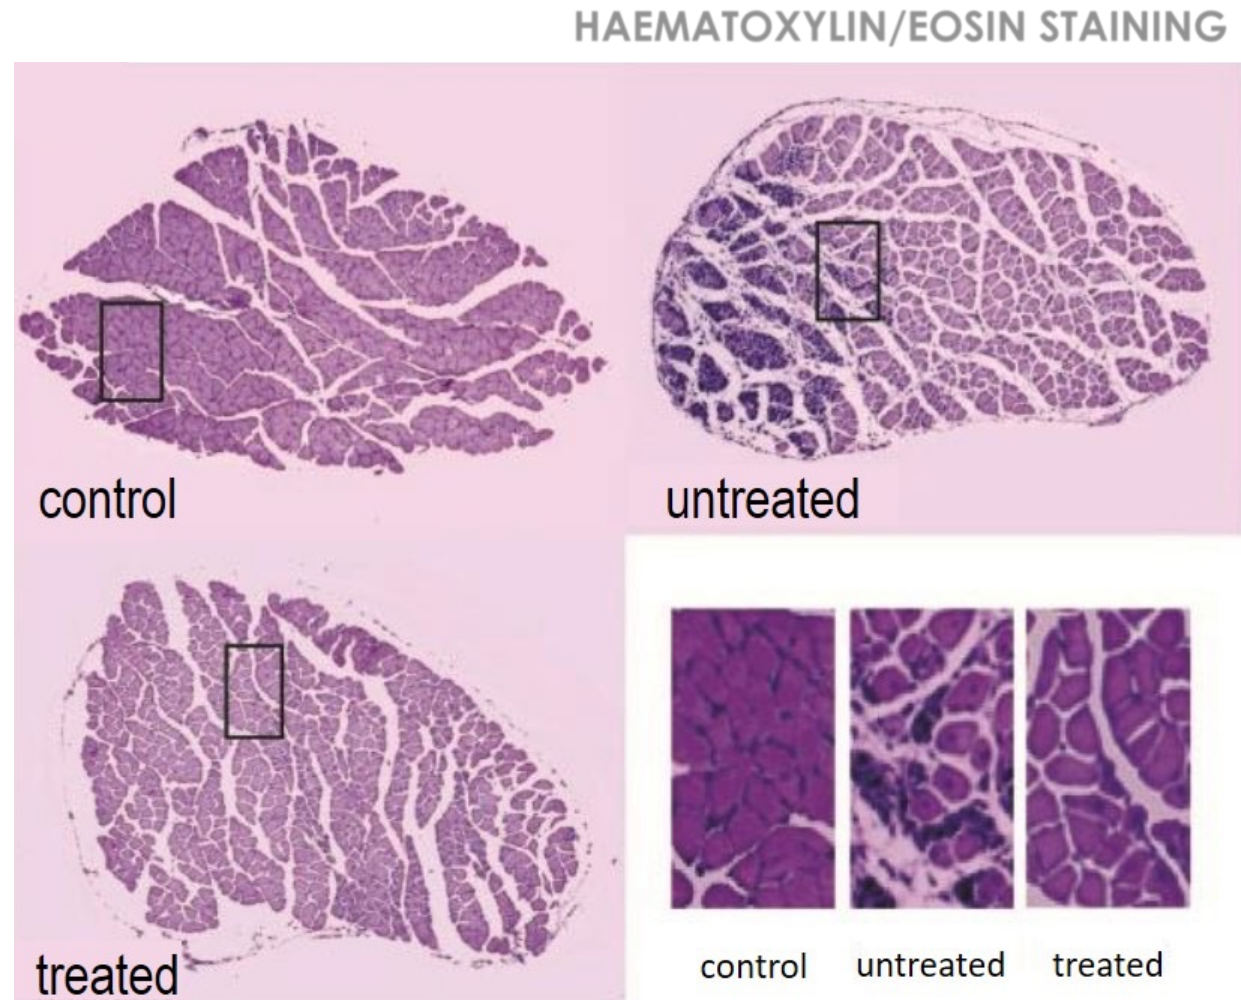 HAEMATOXYLIN/EOSIN STAINING
control
untreated
treated
control untreated treated